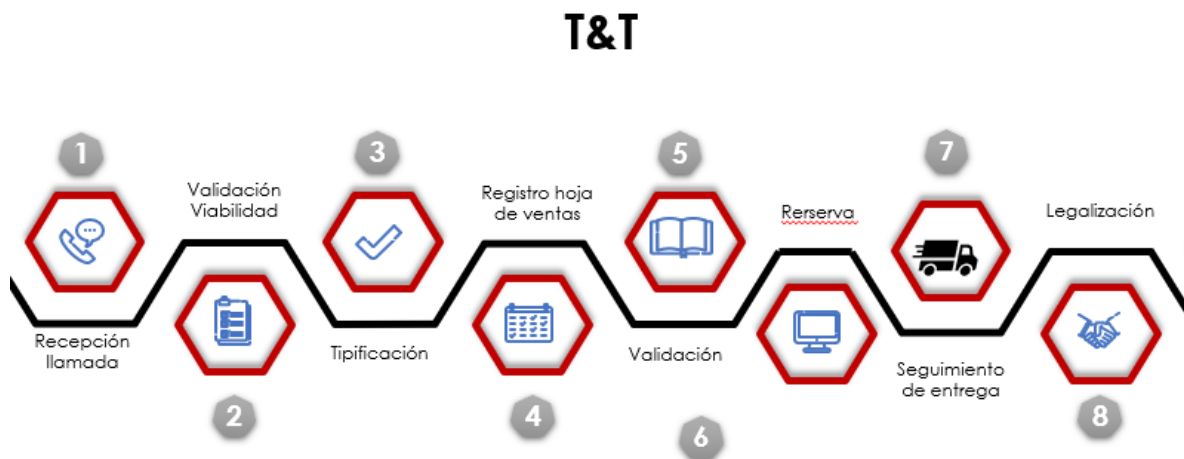 T&T
1
Recepción
llamada
Validación
Viabilidad
2
3
Tipificación
Registro hoja
de ventas
4
5
Validación
Rerserva
6
7
Seguimiento
de entrega
Legalización
8